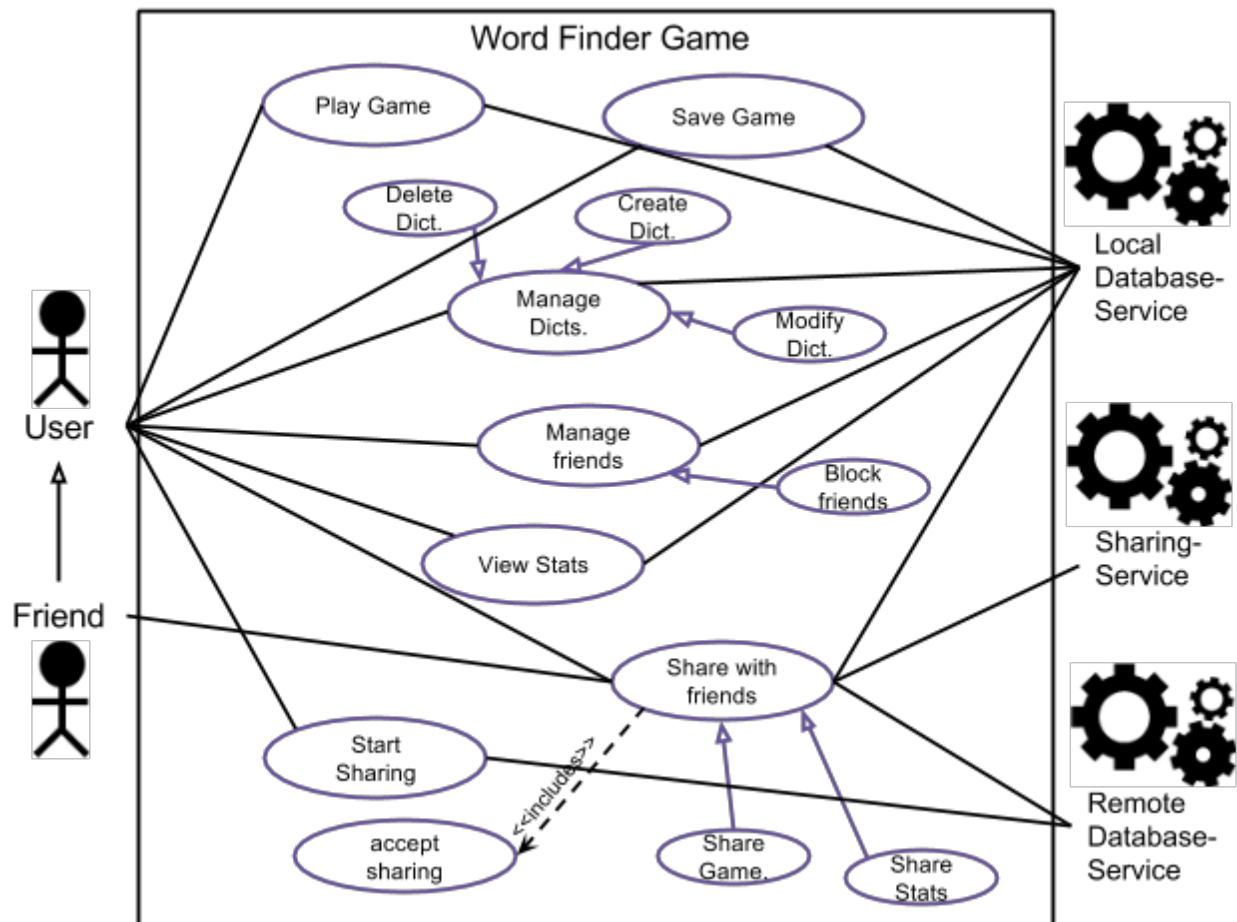 Word Finder Game
Play Game
Save Game
Delete
Dict.
Create
Dict.
Manage
Dicts.
Modify
Dict.
Local
Database-
Service
User
Manage
friends
Block
friends
View Stats
Sharing-
Service
Friend
Share with
friends
Start
Sharing
<<includes>>
accept
sharing
Share
Game.
Share
Stats
Remote
Database-
Service